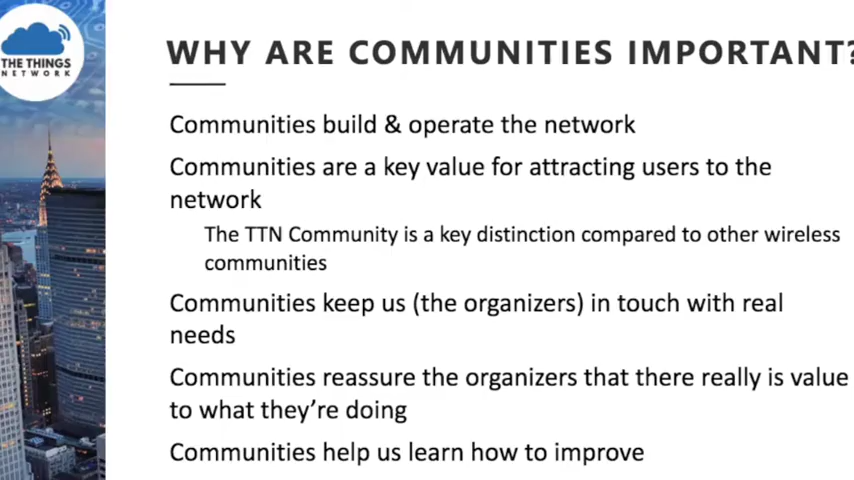 THE THINGS
NETWORK
WHY ARE COMMUNITIES IMPORTANT?
Communities build & operate the network
Communities are a key value for attracting users to the
network
The TTN Community is a key distinction compared to other wireless
communities
Communities keep us (the organizers) in touch with real
needs
Communities reassure the organizers that there really is value
to what they’re doing
Communities help us learn how to improve